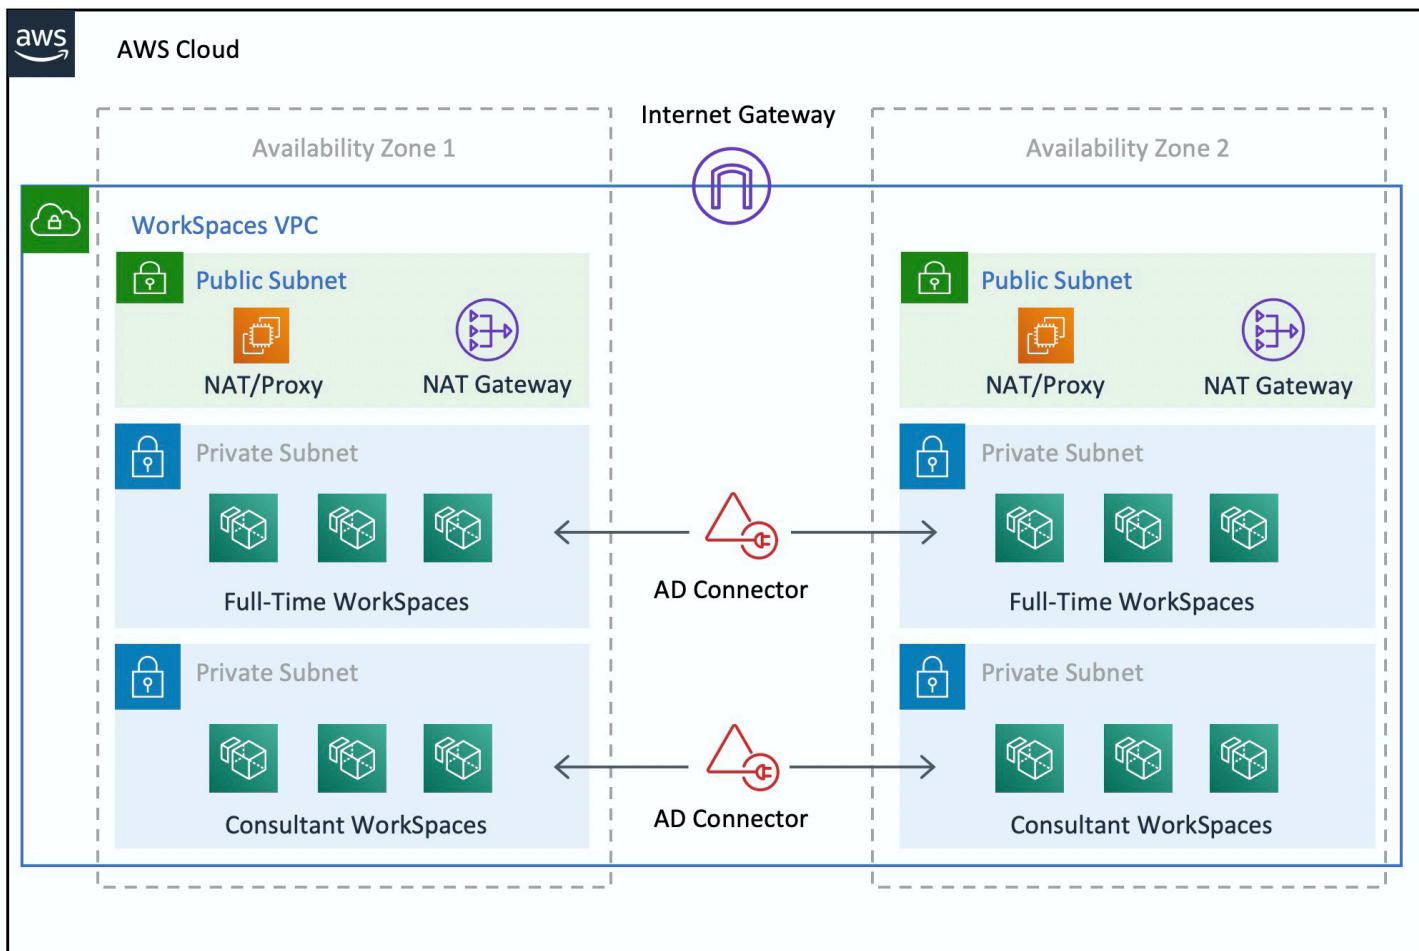 aws
AWS Cloud
Internet Gateway
Availability Zone 1
Availability Zone 2
WorkSpaces VPC
Public Subnet
NAT/Proxy
NAT Gateway
Public Subnet
NAT/Proxy
NAT Gateway
Private Subnet
Full-Time WorkSpaces
AD Connector
Private Subnet
Full-Time WorkSpaces
Private Subnet
Consultant WorkSpaces
AD Connector
Private Subnet
Consultant WorkSpaces